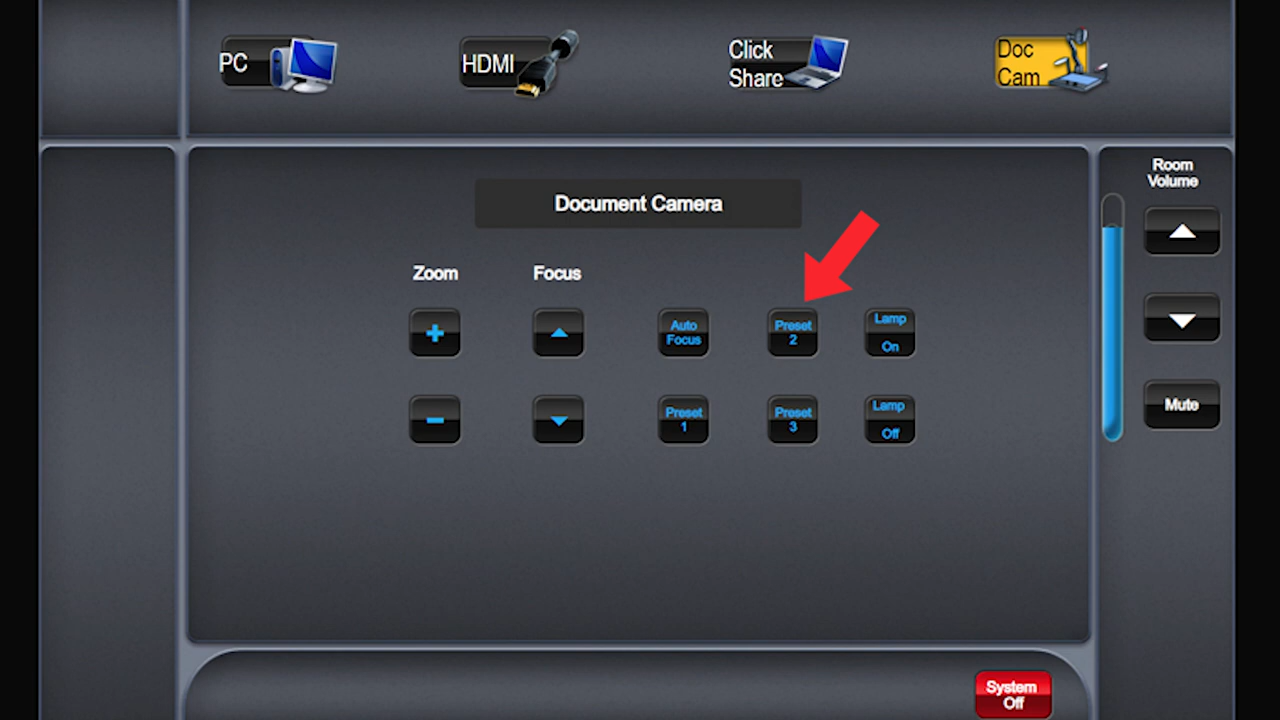 PC
HDMI
Click
Share
Doc
Cam
Room
Volume
Document Camera
Zoom
Focus
Auto
Focus
Preset
2
Lamp
On
Preset
1
Preset
3
Lamp
Off
Mute
System
Off